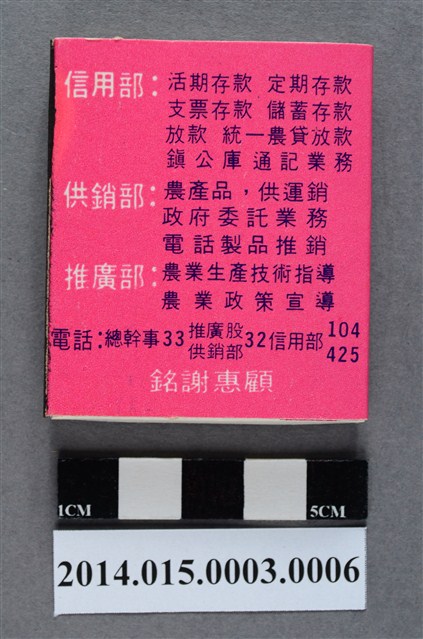 信用部：活期存款 定期存款
支票存款 儲蓄存款
放款 統一農貸放款
鎮公庫通記業務
供銷部：農產品，供運銷
政府委託業務
電話製品推銷
推廣部：農業生產技術指導
農業政策宣導
電話：總幹事33 推廣股 供銷部 32 信用部 104 425
銘謝惠顧
1CM 5CM
2014.015.0003.0006